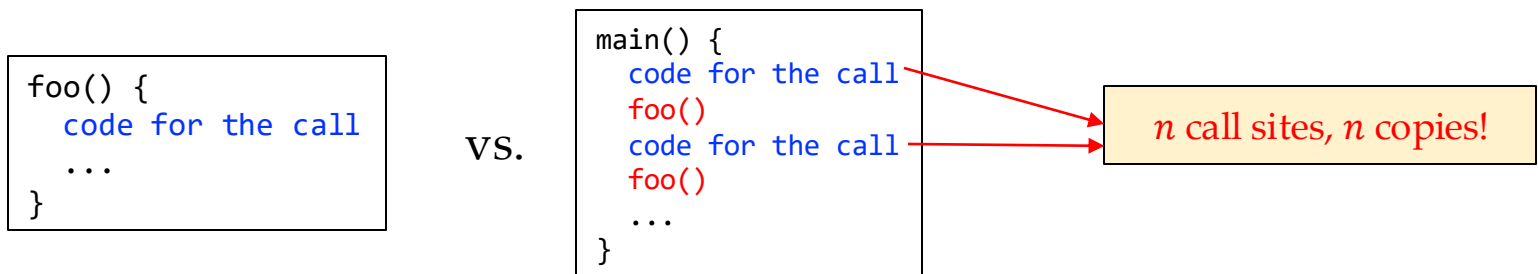 foo() {
code for the call
...
}
vs.
main() {
code for the call
foo()
code for the call
foo()
...
}
n call sites, n copies!